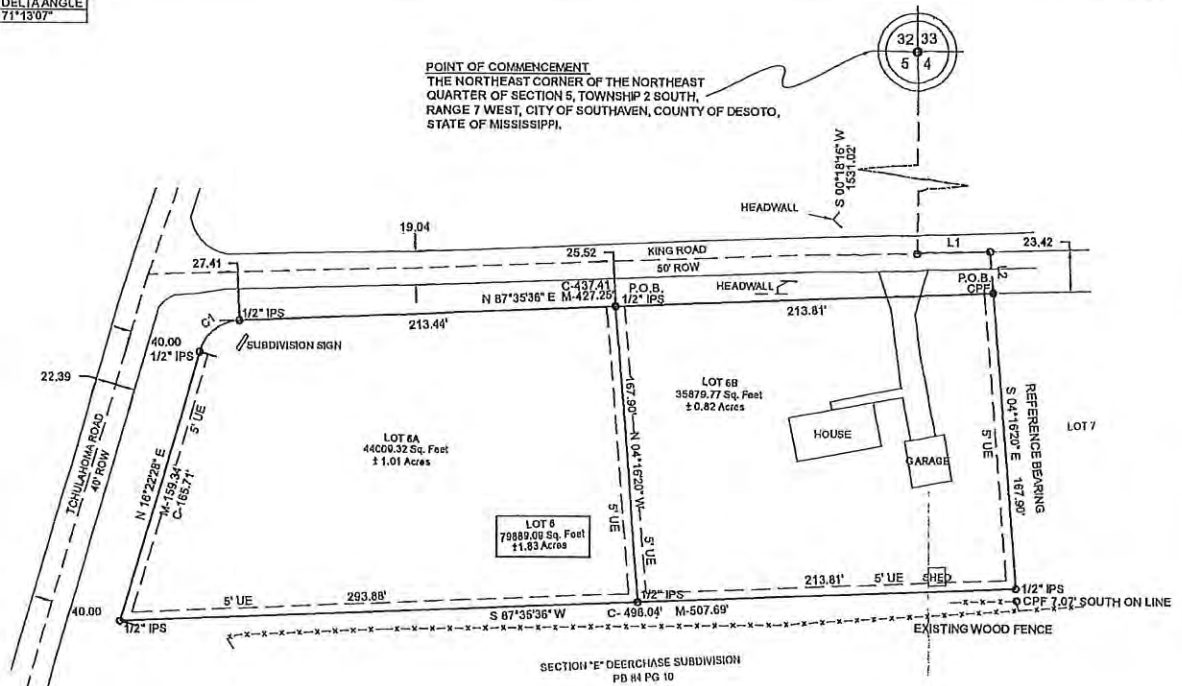 DELTA ANGLE
71°13'07"
32 33
5 4
POINT OF COMMENCEMENT
THE NORTHEAST CORNER OF THE NORTHEAST
QUARTER OF SECTION 5, TOWNSHIP 2 SOUTH,
RANGE 7 WEST, CITY OF SOUTHAVEN, COUNTY OF DESOTO,
STATE OF MISSISSIPPI.
S 00°18'16" W
1531.02'
HEADWALL
19.04
27.41
25.52
KING ROAD
50' ROW
L1
23.42
L2
P.O.B.
CPF
HEADWALL
C-437.41
N 87°35'36" E M-427.25'
P.O.B.
1/2" IPS
1/2" IPS
213.44'
213.81'
C1
40.00
1/2" IPS
SUBDIVISION SIGN
22.39
TCHULAHOMA ROAD
40' ROW
N 16°22'28" E
M-159.34'
C-165.71'
5' UE
LOT 6A
44009.32 Sq. Feet
± 1.01 Acres
167.90'
N 04°16'20" W
5' UE
5' UE
LOT 6B
35879.77 Sq. Feet
± 0.82 Acres
HOUSE
GARAGE
5' UE
REFERENCE BEARING
S 04°16'20" E
167.90'
LOT 7
LOT 6
79889.09 Sq. Feet
±1.83 Acres
40.00
1/2" IPS
5' UE
293.88'
1/2" IPS
213.81'
5' UE
SHED
1/2" IPS
S 87°35'36" W
C- 498.04'
M-507.69'
CPF 7.07' SOUTH ON LINE
EXISTING WOOD FENCE
SECTION "E" DEERCHASE SUBDIVISION
PB 84 PG 10